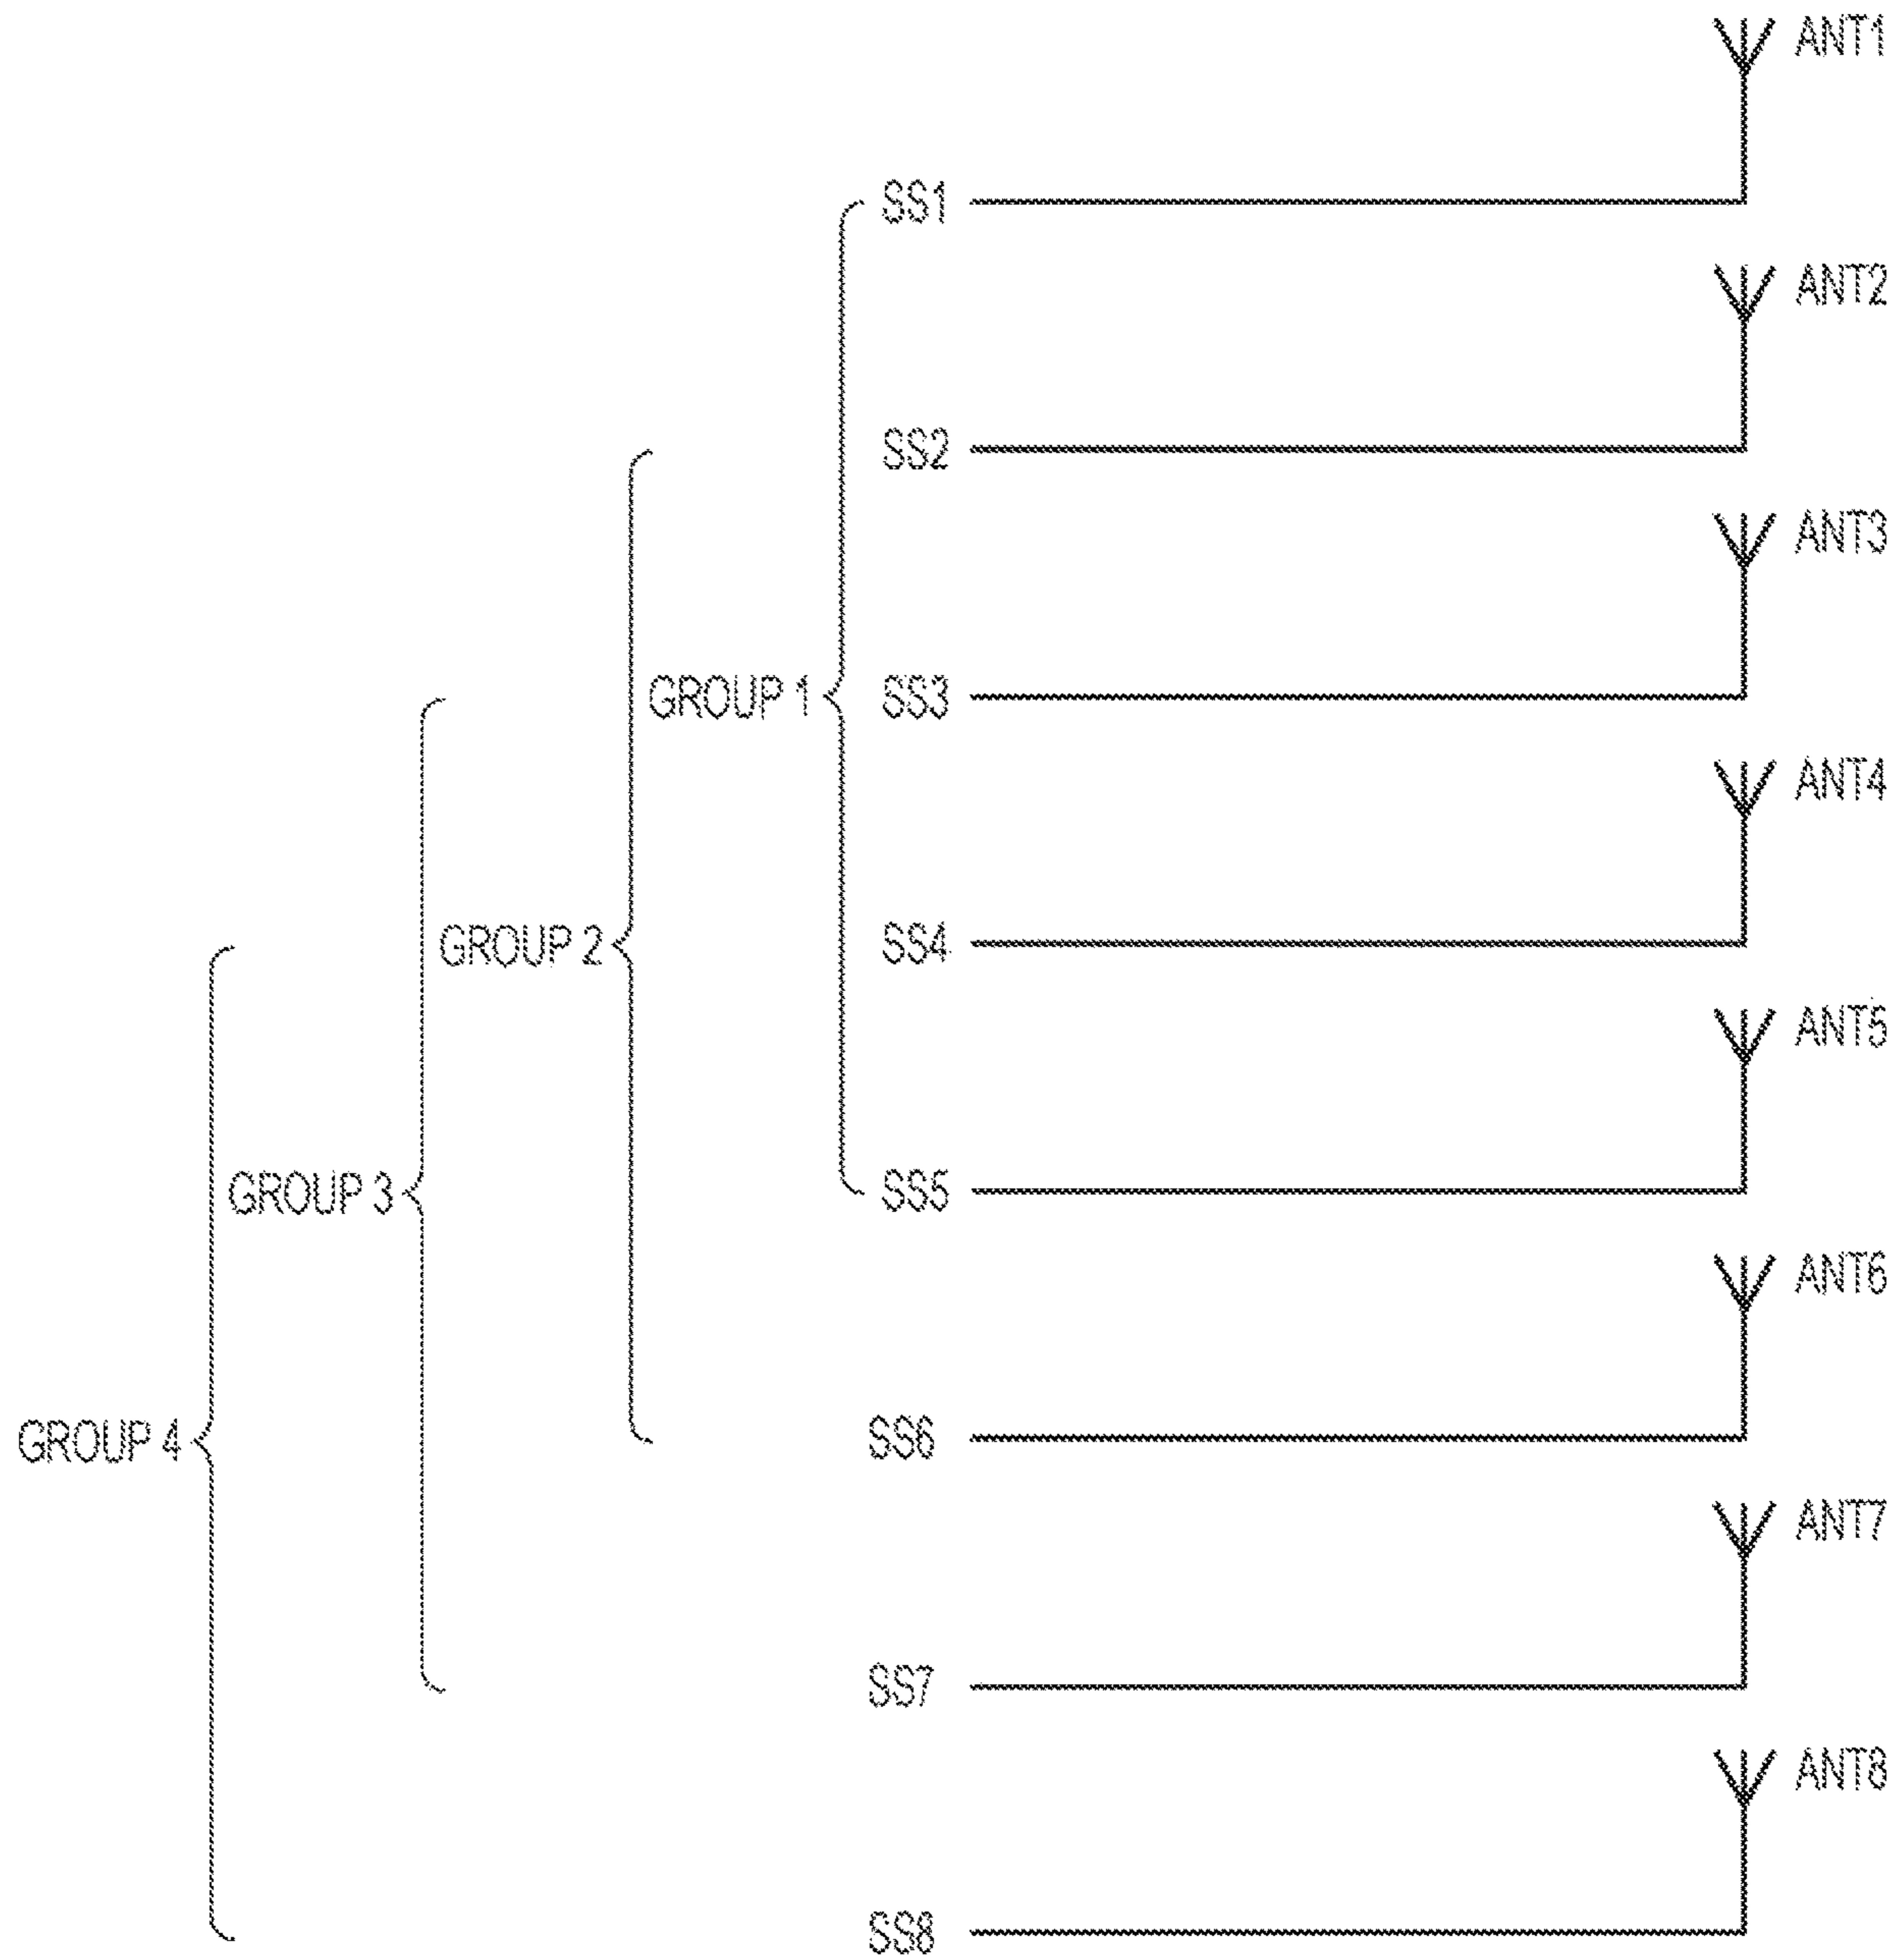 ANT1
SS1
ANT2
SS2
ANT3
GROUP 1 SS3
ANT4
GROUP 2 SS4
ANT5
GROUP 3 SS5
ANT6
GROUP 4 SS6
ANT7
SS7
ANT8
SS8